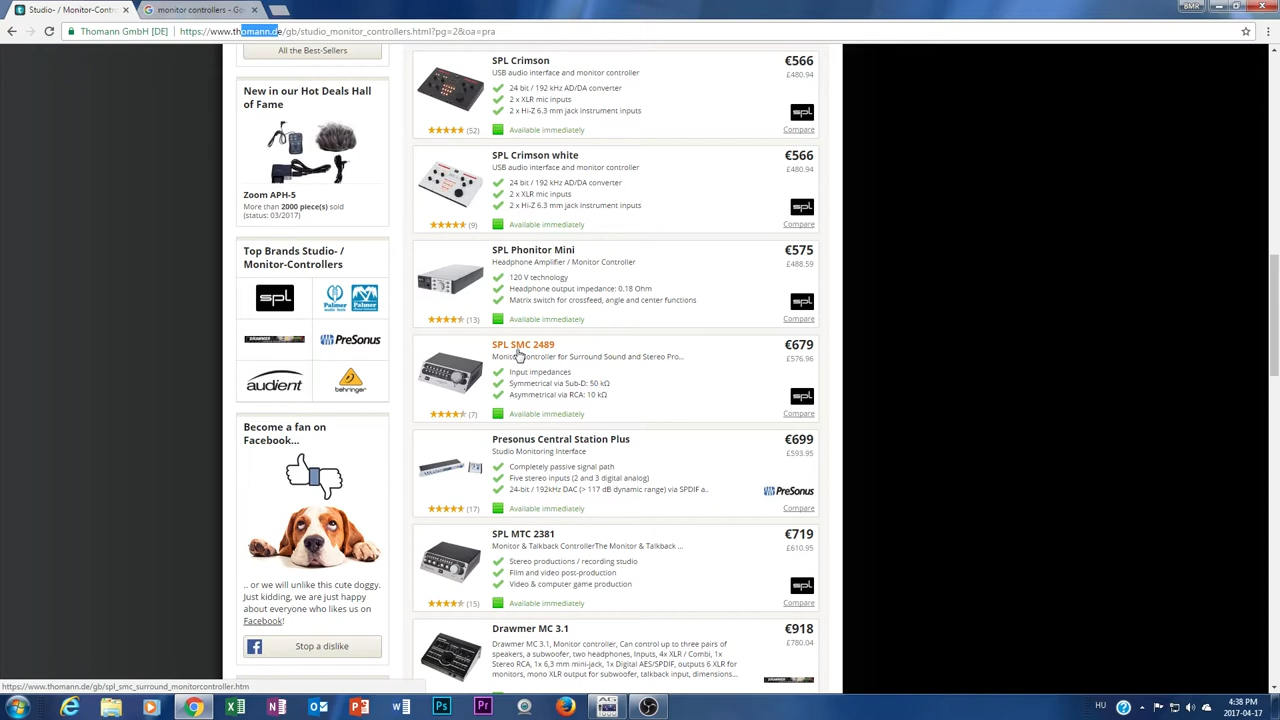 Studio- / Monitor-Contr
monitor controllers - Go
BMR
Thomann GmbH [DE]
https://www.thomann.de/gb/studio_monitor_controllers.html?pg=2&oa=pra
All the Best-Sellers
New in our Hot Deals Hall
of Fame
Zoom APH-5
More than 2000 piece(s) sold
(status: 03/2017)
Top Brands Studio- /
Monitor-Controllers
spl
Palmer
Palmer
DRAWMER
PreSonus
audient
behringer
Become a fan on
Facebook...
.. or we will unlike this cute doggy.
Just kidding, we are just happy
about everyone who likes us on
Facebook!
Stop a dislike
SPL Crimson
USB audio interface and monitor controller
24 bit / 192 kHz AD/DA converter
2 x XLR mic inputs
2 x Hi-Z 6.3 mm jack instrument inputs
(52)
Available immediately
€566
£480.94
spl
Compare
SPL Crimson white
USB audio interface and monitor controller
24 bit / 192 kHz AD/DA converter
2 x XLR mic inputs
2 x Hi-Z 6.3 mm jack instrument inputs
(9)
Available immediately
€566
£480.94
spl
Compare
SPL Phonitor Mini
Headphone Amplifier / Monitor Controller
120 V technology
Headphone output impedance: 0.18 Ohm
Matrix switch for crossfeed, angle and center functions
(13)
Available immediately
€575
£488.59
spl
Compare
SPL SMC 2489
Monitor Controller for Surround Sound and Stereo Pro...
Input impedances
Symmetrical via Sub-D: 50 kΩ
Asymmetrical via RCA: 10 kΩ
(7)
Available immediately
€679
£576.96
spl
Compare
Presonus Central Station Plus
Studio Monitoring Interface
Completely passive signal path
Five stereo inputs (2 and 3 digital analog)
24-bit / 192kHz DAC (> 117 dB dynamic range) via SPDIF a..
(17)
Available immediately
€699
£593.95
PreSonus
Compare
SPL MTC 2381
Monitor & Talkback ControllerThe Monitor & Talkback ...
Stereo productions / recording studio
Film and video post-production
Video & computer game production
(15)
Available immediately
€719
£610.95
spl
Compare
Drawmer MC 3.1
Drawmer MC 3.1, Monitor controller, Can control up to three pairs of
speakers, a subwoofer, two headphones, Inputs, 4x XLR / Combi, 1x
Stereo RCA, 1x 6,3 mm mini-jack, 1x Digital AES/SPDIF, outputs 6 XLR for
monitors, mono XLR output for subwoofer, talkback input, dimensions...
€918
£780.04
https://www.thomann.de/gb/spl_smc_surround_monitorcontroller.htm
4:38 PM
2017-04-17
HU